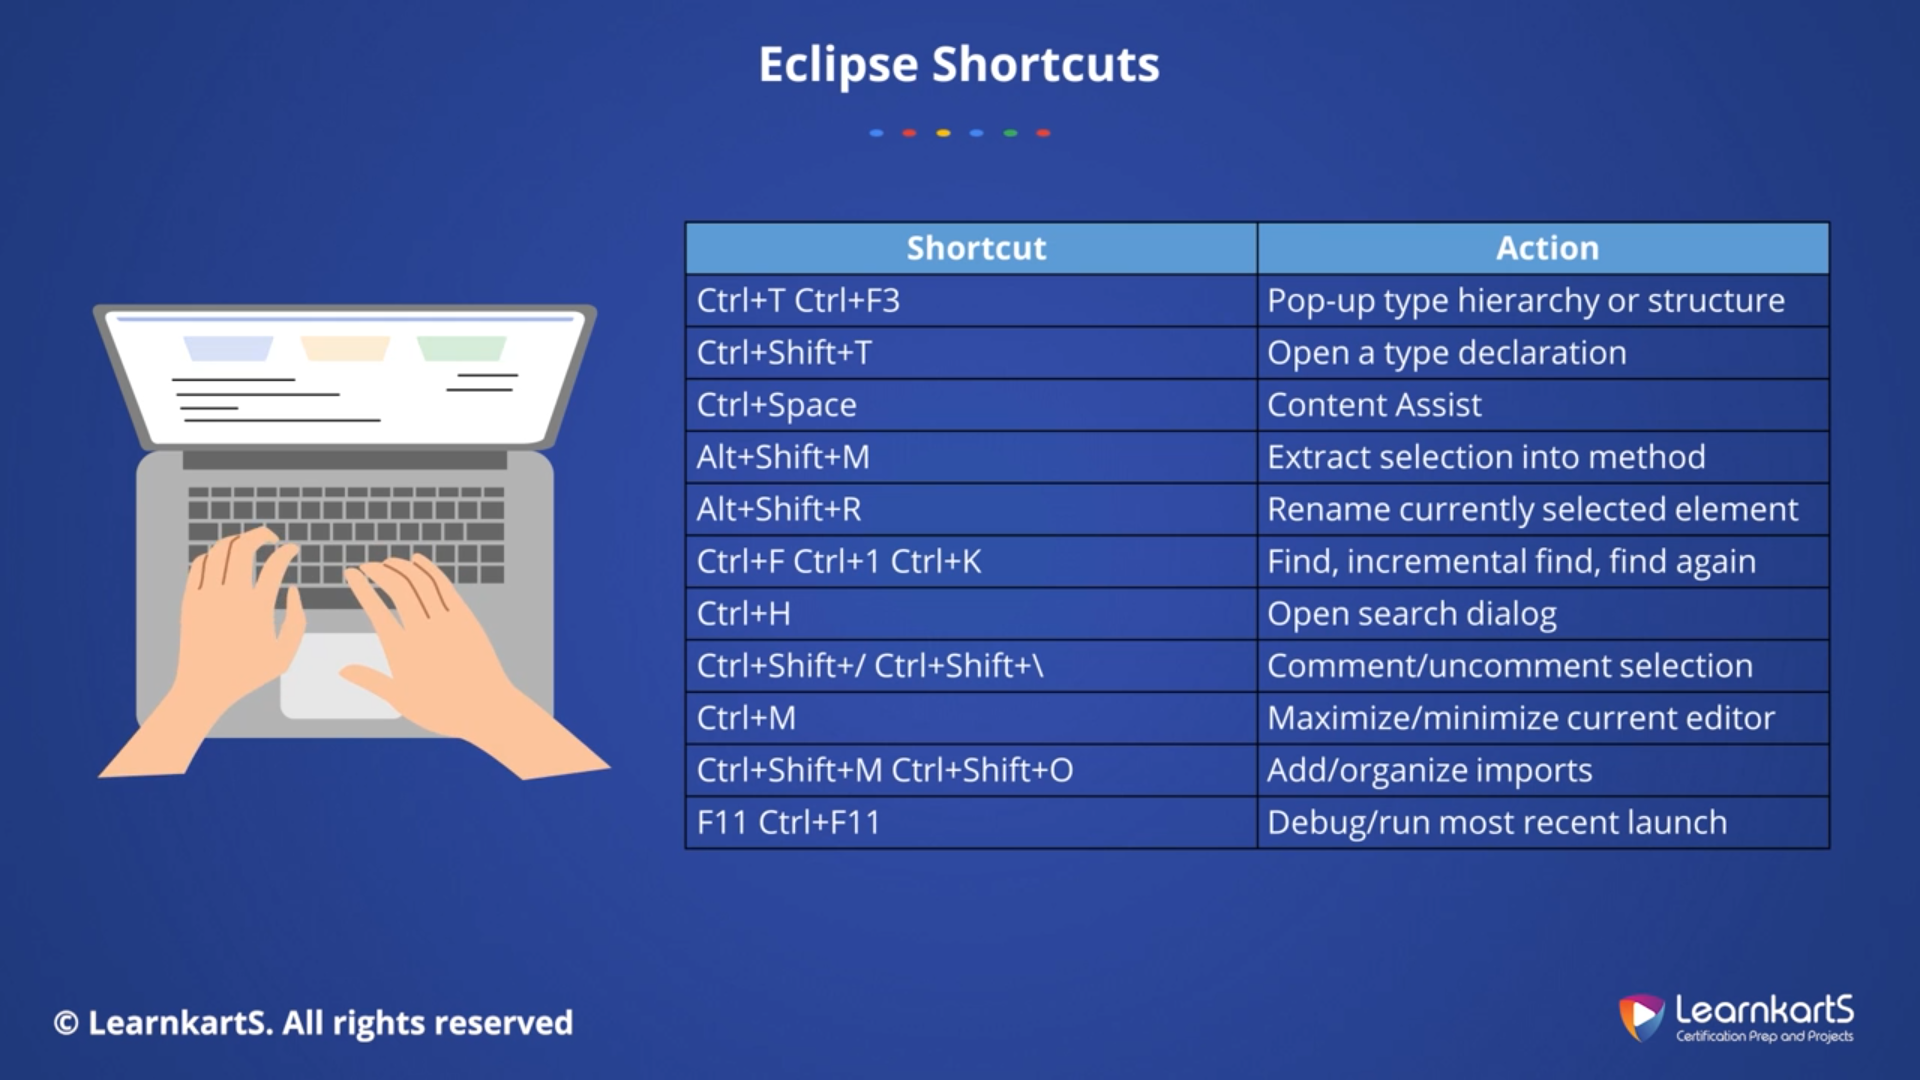 Eclipse Shortcuts
Shortcut Action
Ctrl+T Ctrl+F3 Pop-up type hierarchy or structure
Ctrl+Shift+T Open a type declaration
Ctrl+Space Content Assist
Alt+Shift+M Extract selection into method
Alt+Shift+R Rename currently selected element
Ctrl+F Ctrl+1 Ctrl+K Find, incremental find, find again
Ctrl+H Open search dialog
Ctrl+Shift+/ Ctrl+Shift+\ Comment/uncomment selection
Ctrl+M Maximize/minimize current editor
Ctrl+Shift+M Ctrl+Shift+O Add/organize imports
F11 Ctrl+F11 Debug/run most recent launch
© LearnkartS. All rights reserved
LearnkartS
Certification Prep and Projects